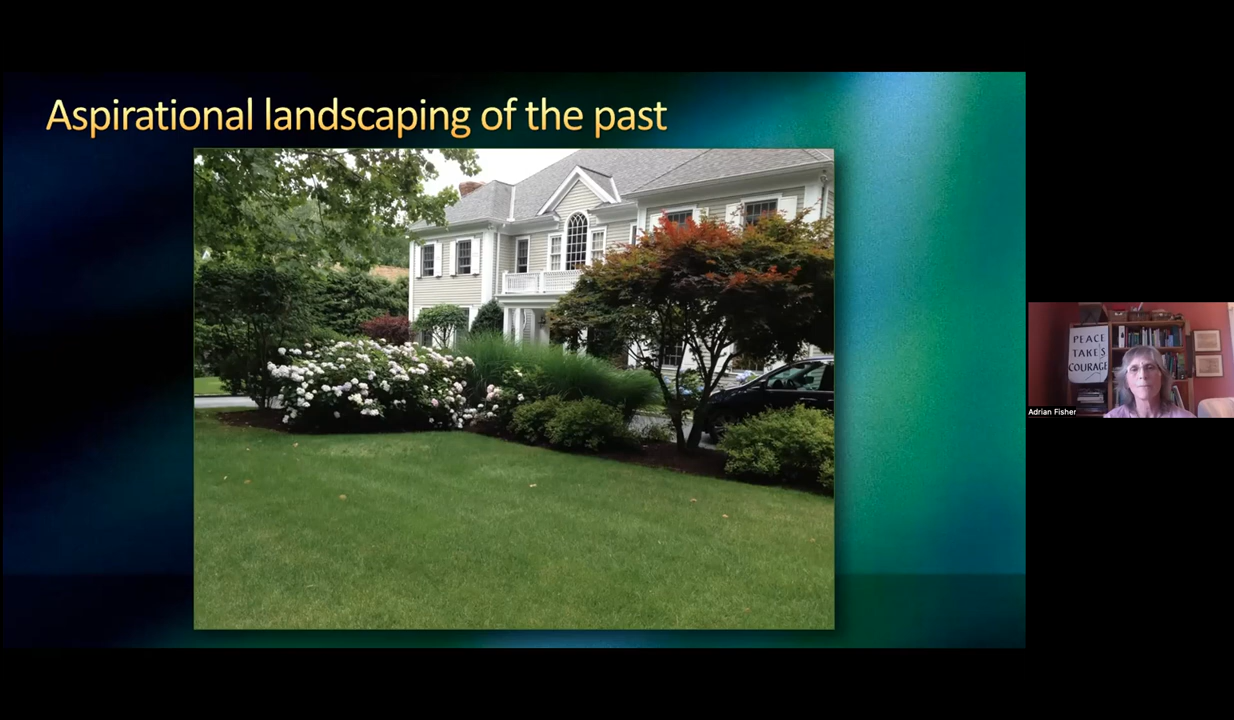 Aspirational landscaping of the past
PEACE
TAKES
COURAGE
Adrian Fisher